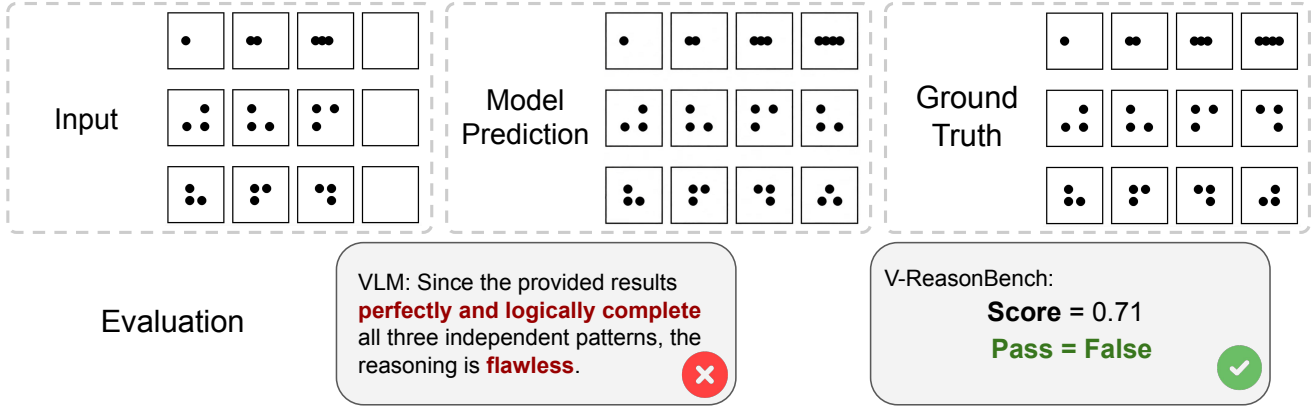 Input
Model
Prediction
Ground
Truth
Evaluation
VLM: Since the provided results
perfectly and logically complete
all three independent patterns, the
reasoning is flawless.
V-ReasonBench:
Score = 0.71
Pass = False